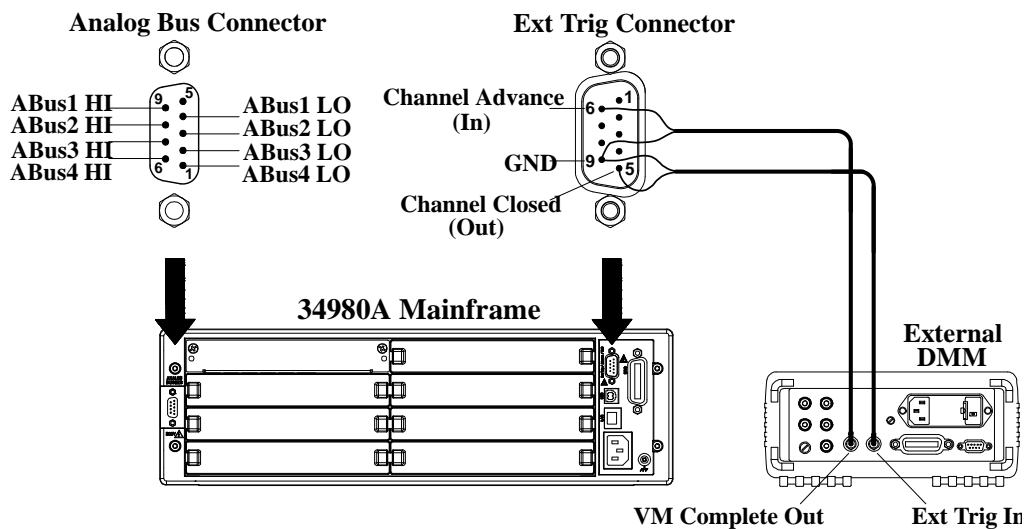 Analog Bus Connector
Ext Trig Connector
9
5
ABus1 HI
ABus2 HI
ABus3 HI
ABus4 HI
6
1
ABus1 LO
ABus2 LO
ABus3 LO
ABus4 LO
Channel Advance
(In)
6
1
GND
9
5
Channel Closed
(Out)
34980A Mainframe
External
DMM
VM Complete Out
Ext Trig In